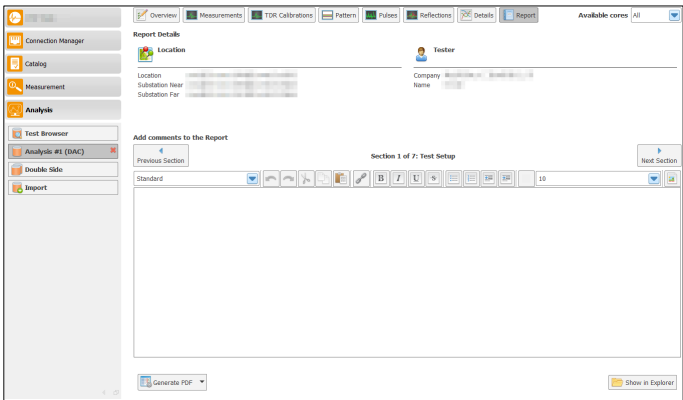 Overview Measurements TDR Calibrations Pattern Pulses Reflections Details Report Available cores All
Connection Manager
Catalog
Measurement
Analysis
Test Browser
Analysis #1 (DAC)
Double Side
Import
Report Details
Location Tester
Location Company
Substation Near Name
Substation Far
Add comments to the Report
Previous Section Section 1 of 7: Test Setup Next Section
Standard B I U S 10
Generate PDF Show in Explorer